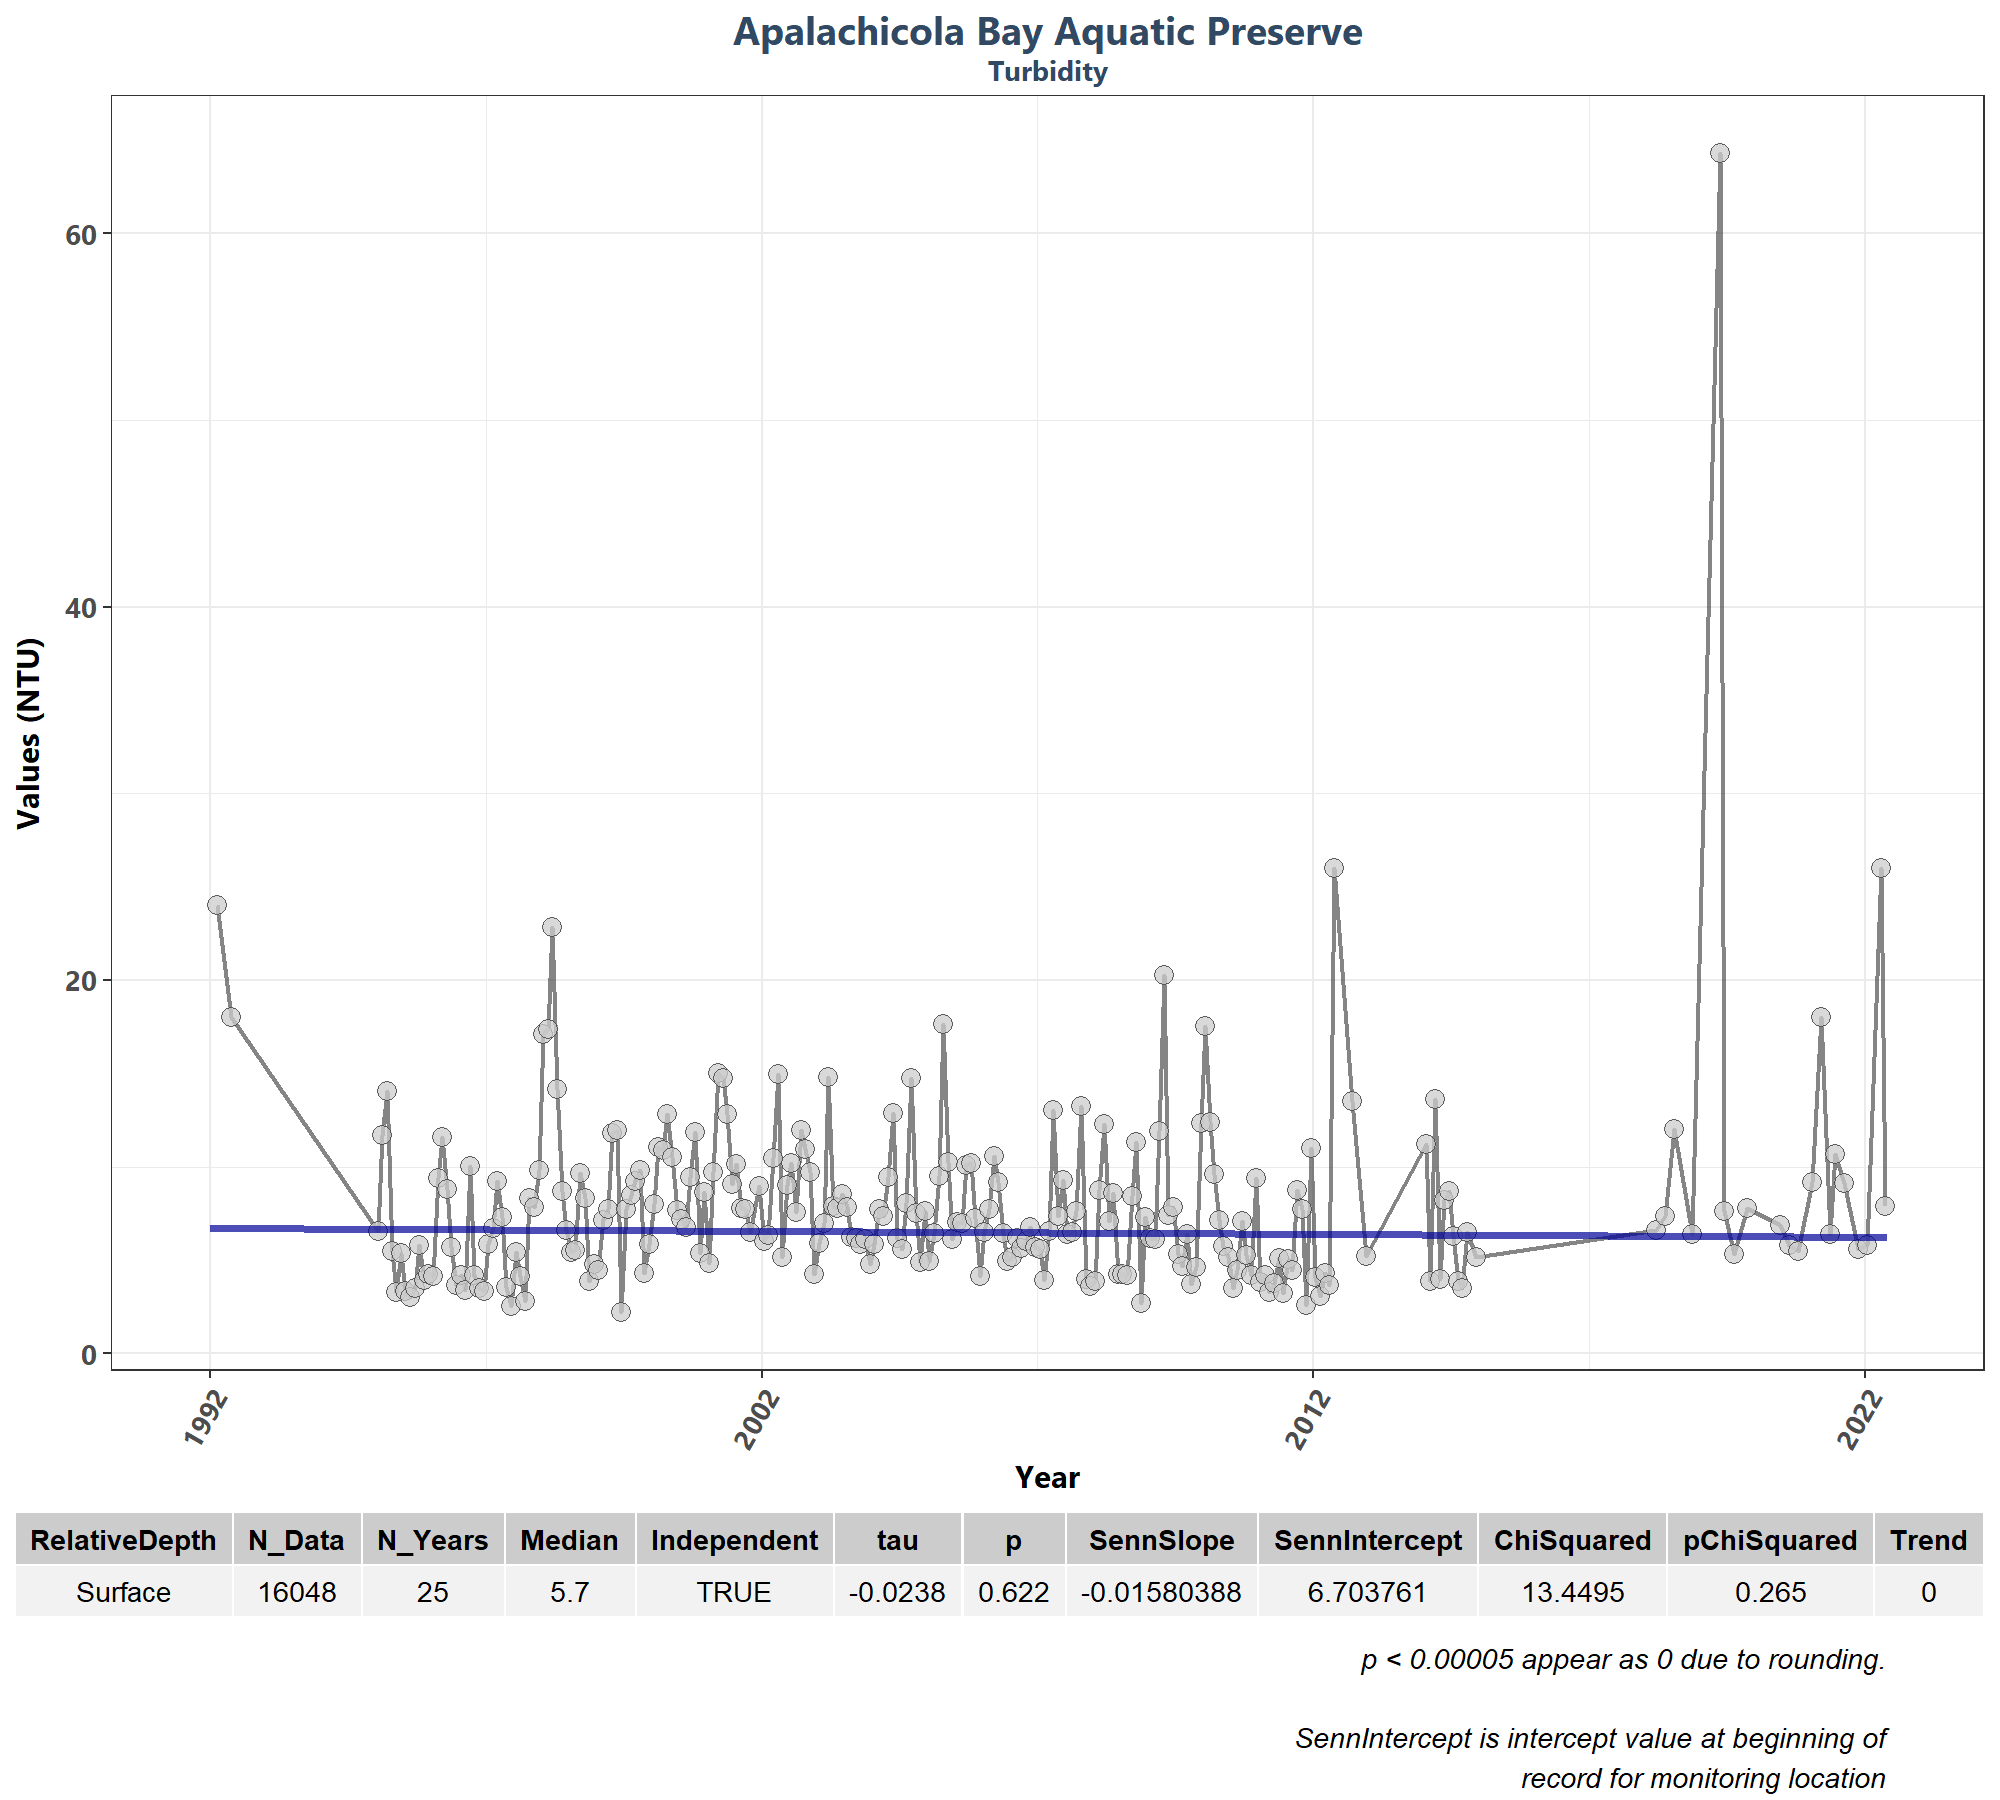 Apalachicola Bay Aquatic Preserve
Turbidity
Values (NTU)
60
40
20
0
1992 2002 2012 2022
Year
RelativeDepth N_Data N_Years Median Independent tau p SennSlope SennIntercept ChiSquared pChiSquared Trend
Surface 16048 25 5.7 TRUE -0.0238 0.622 -0.01580388 6.703761 13.4495 0.265 0
p < 0.00005 appear as 0 due to rounding.
SennIntercept is intercept value at beginning of
record for monitoring location